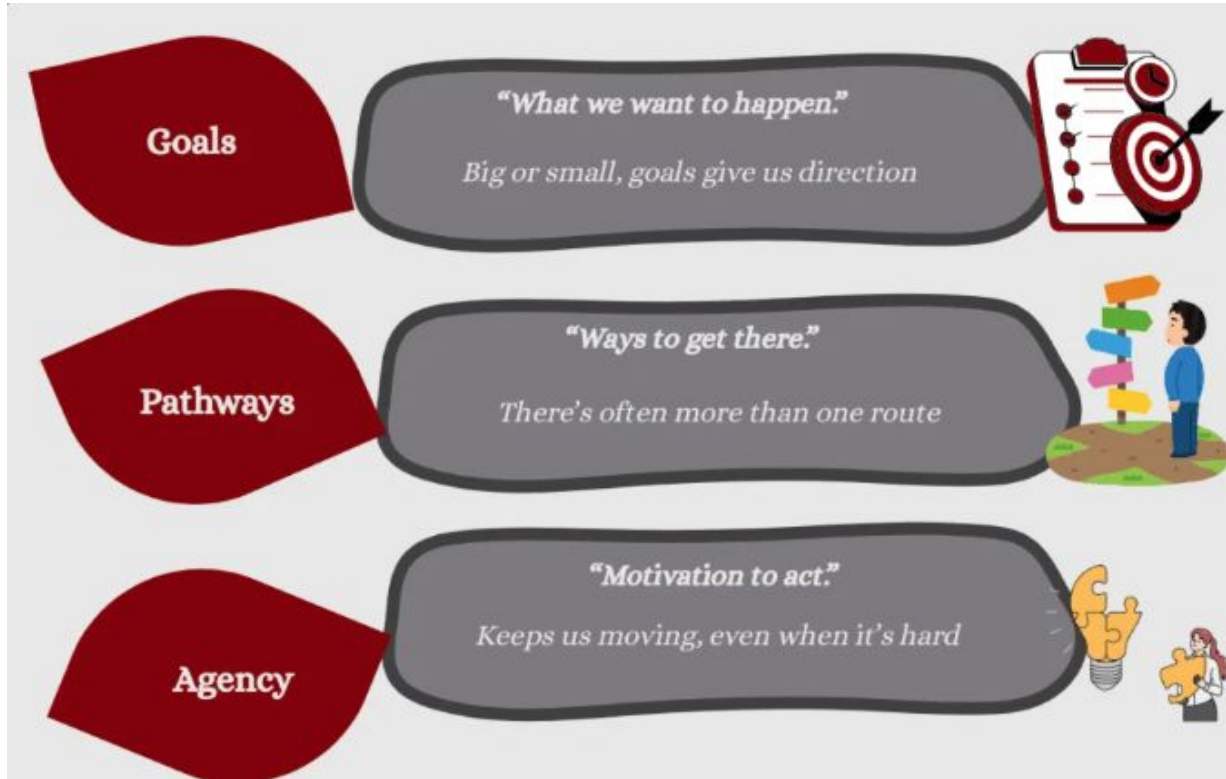 Goals
“What we want to happen.”
Big or small, goals give us direction
Pathways
“Ways to get there.”
There’s often more than one route
Agency
“Motivation to act.”
Keeps us moving, even when it’s hard